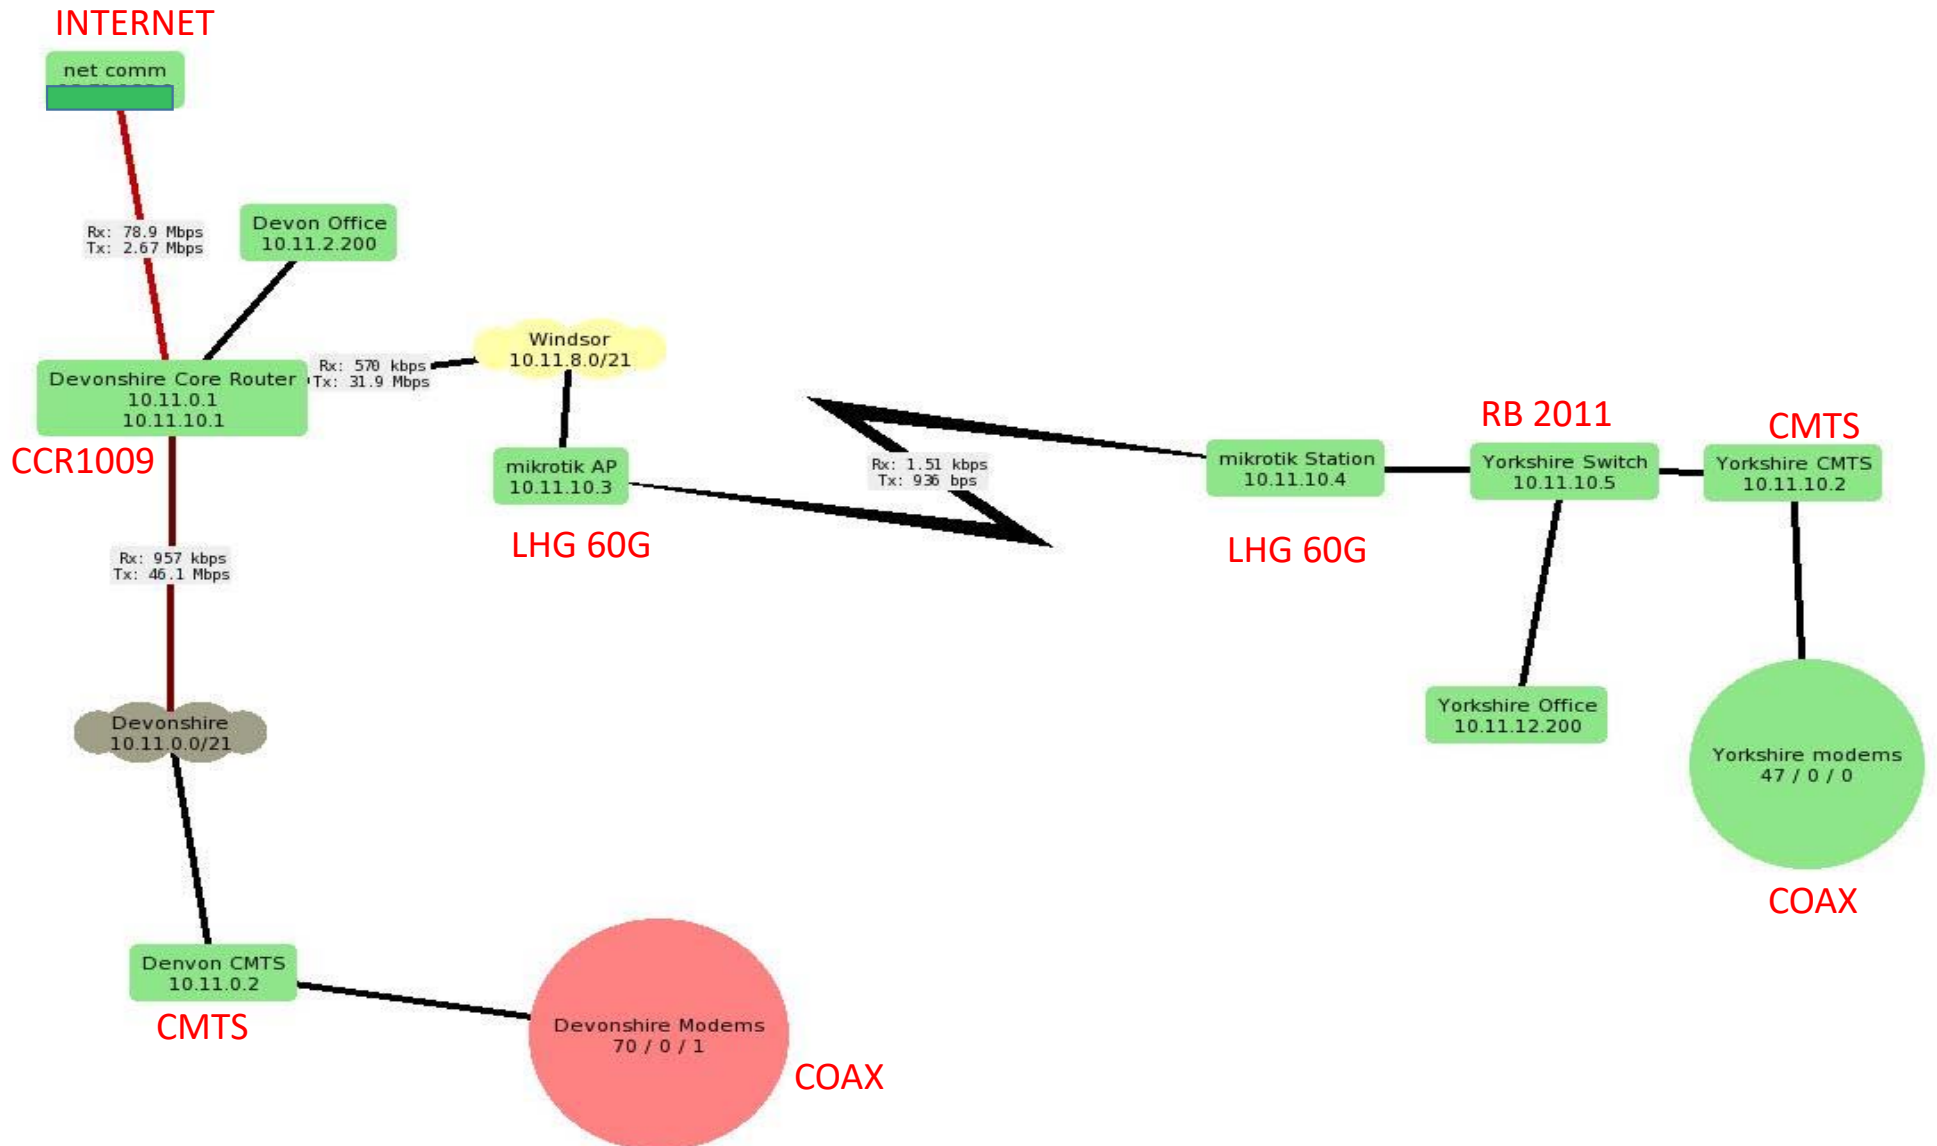 INTERNET
net comm
Rx: 78.9 Mbps
Tx: 2.67 Mbps
Devon Office
10.11.2.200
Devonshire Core Router
10.11.0.1
10.11.10.1
CCR1009
Rx: 570 kbps
Tx: 31.9 Mbps
Windsor
10.11.8.0/21
mikrotik AP
10.11.10.3
LHG 60G
Rx: 1.51 kbps
Tx: 936 bps
mikrotik Station
10.11.10.4
LHG 60G
RB 2011
Yorkshire Switch
10.11.10.5
CMTS
Yorkshire CMTS
10.11.10.2
Yorkshire Office
10.11.12.200
Yorkshire modems
47 / 0 / 0
COAX
Rx: 957 kbps
Tx: 46.1 Mbps
Devonshire
10.11.0.0/21
Denvon CMTS
10.11.0.2
CMTS
Devonshire Modems
70 / 0 / 1
COAX